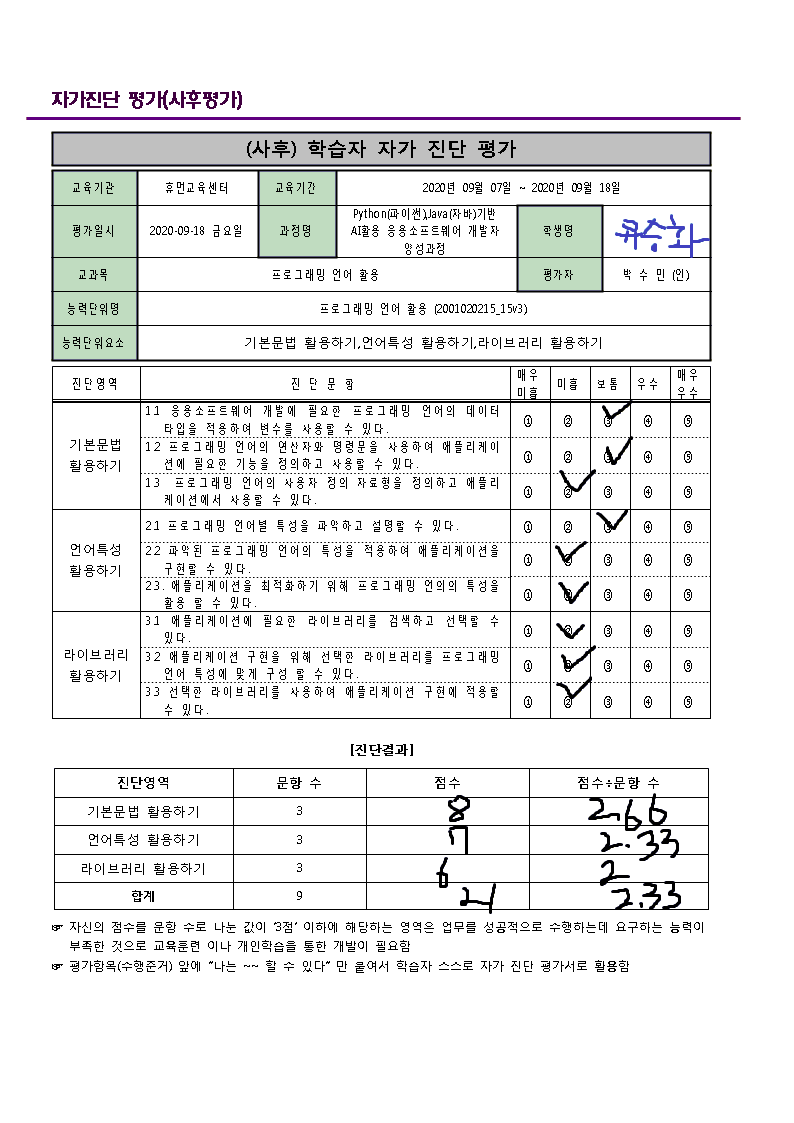 자가진단 평가(사후평가)
(사후) 학습자 자가 진단 평가
교육기관 휴먼교육센터 교육기간 2020년 09월 07일 ~ 2020년 09월 18일
평가일시 2020-09-18 금요일 과정명 Python(파이썬),Java(자바)기반
AI활용 응용소프트웨어 개발자
양성과정
학생명
교과목 프로그래밍 언어 활용 평가자 박 수 민 (인)
능력단위명 프로그래밍 언어 활용 (2001020215_15v3)
능력단위요소 기본문법 활용하기,언어특성 활용하기,라이브러리 활용하기
진단영역 진 단 문 항 매우 미흡 미흡 보통 우수 매우 우수
기본문법 활용하기
11 응용소프트웨어 개발에 필요한 프로그래밍 언어의 데이터
타입을 적용하여 변수를 사용할 수 있다. ① ② ③ ④ ⑤
12 프로그래밍 언어의 연산자와 명령문을 사용하여 애플리케이
션에 필요한 기능을 정의하고 사용할 수 있다. ① ② ③ ④ ⑤
13 프로그래밍 언어의 사용자 정의 자료형을 정의하고 애플리
케이션에서 사용할 수 있다. ① ② ③ ④ ⑤
언어특성 활용하기
21 프로그래밍 언어별 특성을 파악하고 설명할 수 있다. ① ② ③ ④ ⑤
22 파악된 프로그래밍 언어의 특성을 적용하여 애플리케이션을
구현할 수 있다. ① ② ③ ④ ⑤
23. 애플리케이션을 최적화하기 위해 프로그래밍 언의의 특성을
활용 할 수 있다. ① ② ③ ④ ⑤
라이브러리 활용하기
31 애플리케이션에 필요한 라이브러리를 검색하고 선택할 수
있다. ① ② ③ ④ ⑤
32 애플리케이션 구현을 위해 선택한 라이브러리를 프로그래밍
언어 특성에 맞게 구성 할 수 있다. ① ② ③ ④ ⑤
33 선택한 라이브러리를 사용하여 애플리케이션 구현에 적용할
수 있다. ① ② ③ ④ ⑤
[진단결과]
진단영역 문항 수 점수 점수÷문항 수
기본문법 활용하기 3 8 2.66
언어특성 활용하기 3 7 2.33
라이브러리 활용하기 3 6 2
합계 9 21 2.33
☞ 자신의 점수를 문항 수로 나눈 값이 '3점' 이하에 해당하는 영역은 업무를 성공적으로 수행하는데 요구하는 능력이
부족한 것으로 교육훈련 이나 개인학습을 통한 개발이 필요함
☞ 평가항목(수행준거) 앞에 "나는 ~~ 할 수 있다" 만 붙여서 학습자 스스로 자가 진단 평가서로 활용함